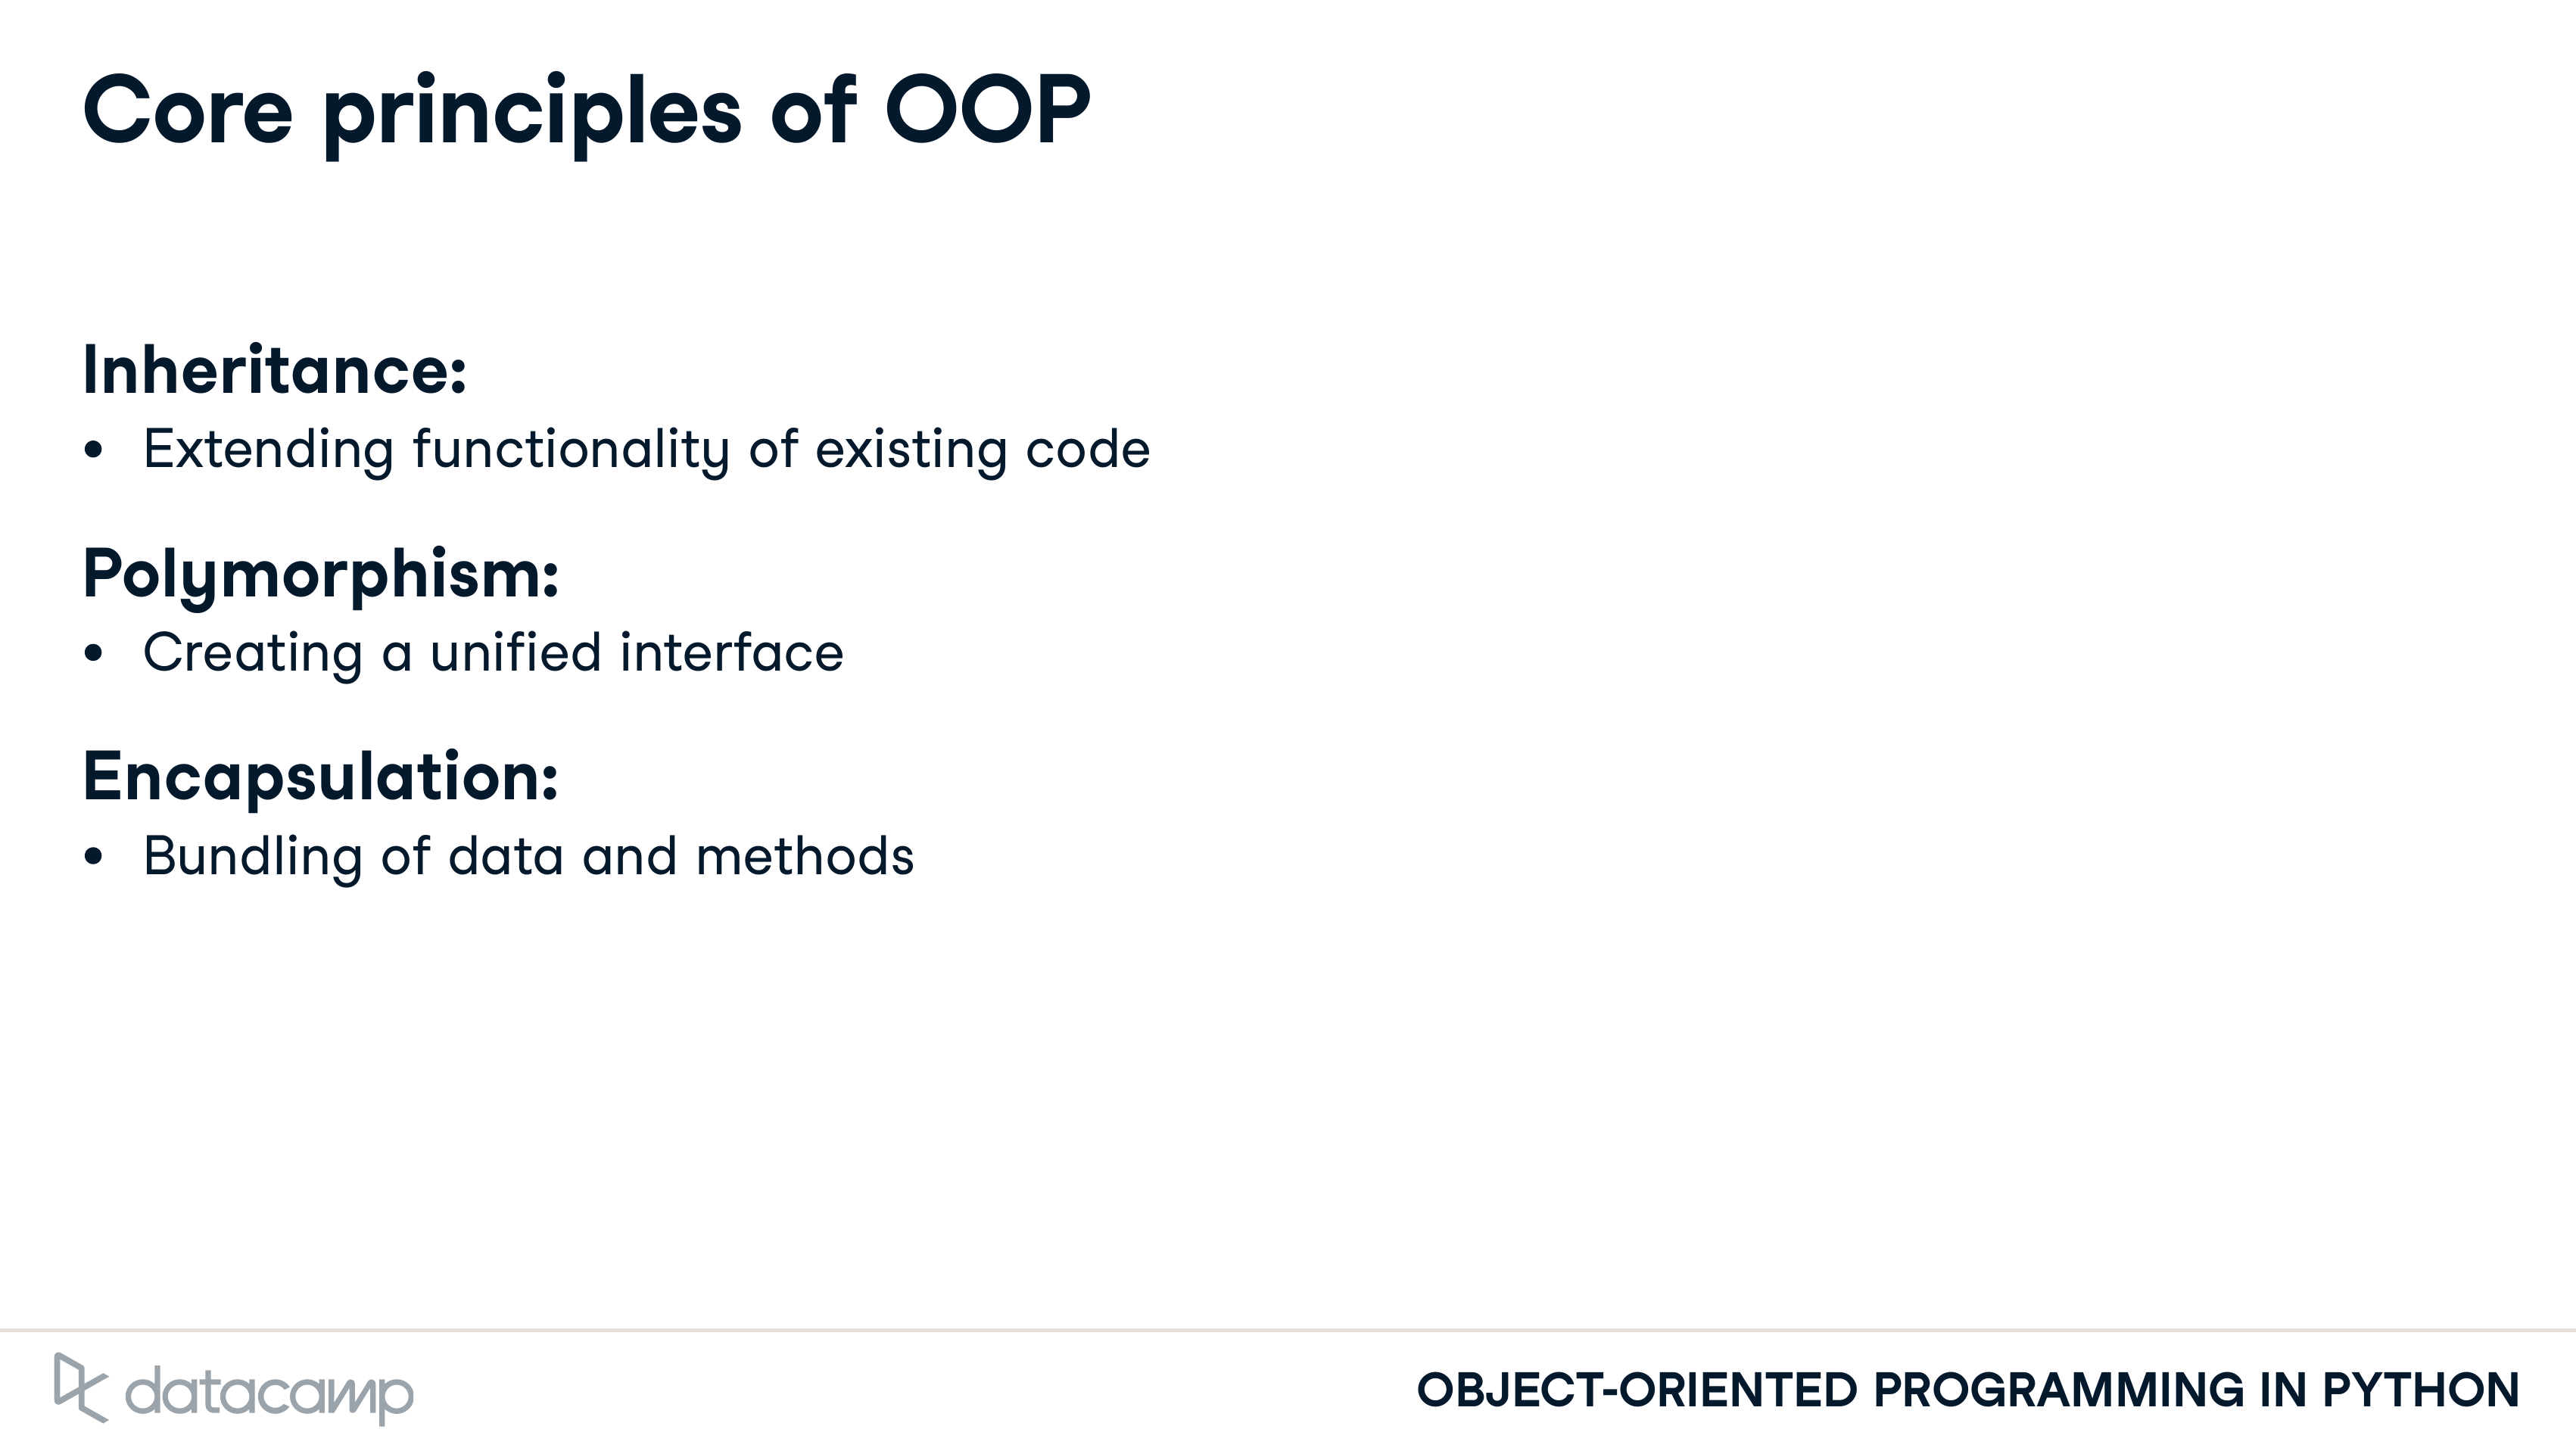 Core principles of OOP
Inheritance:
• Extending functionality of existing code
Polymorphism:
• Creating a unified interface
Encapsulation:
• Bundling of data and methods
datacamp
OBJECT-ORIENTED PROGRAMMING IN PYTHON